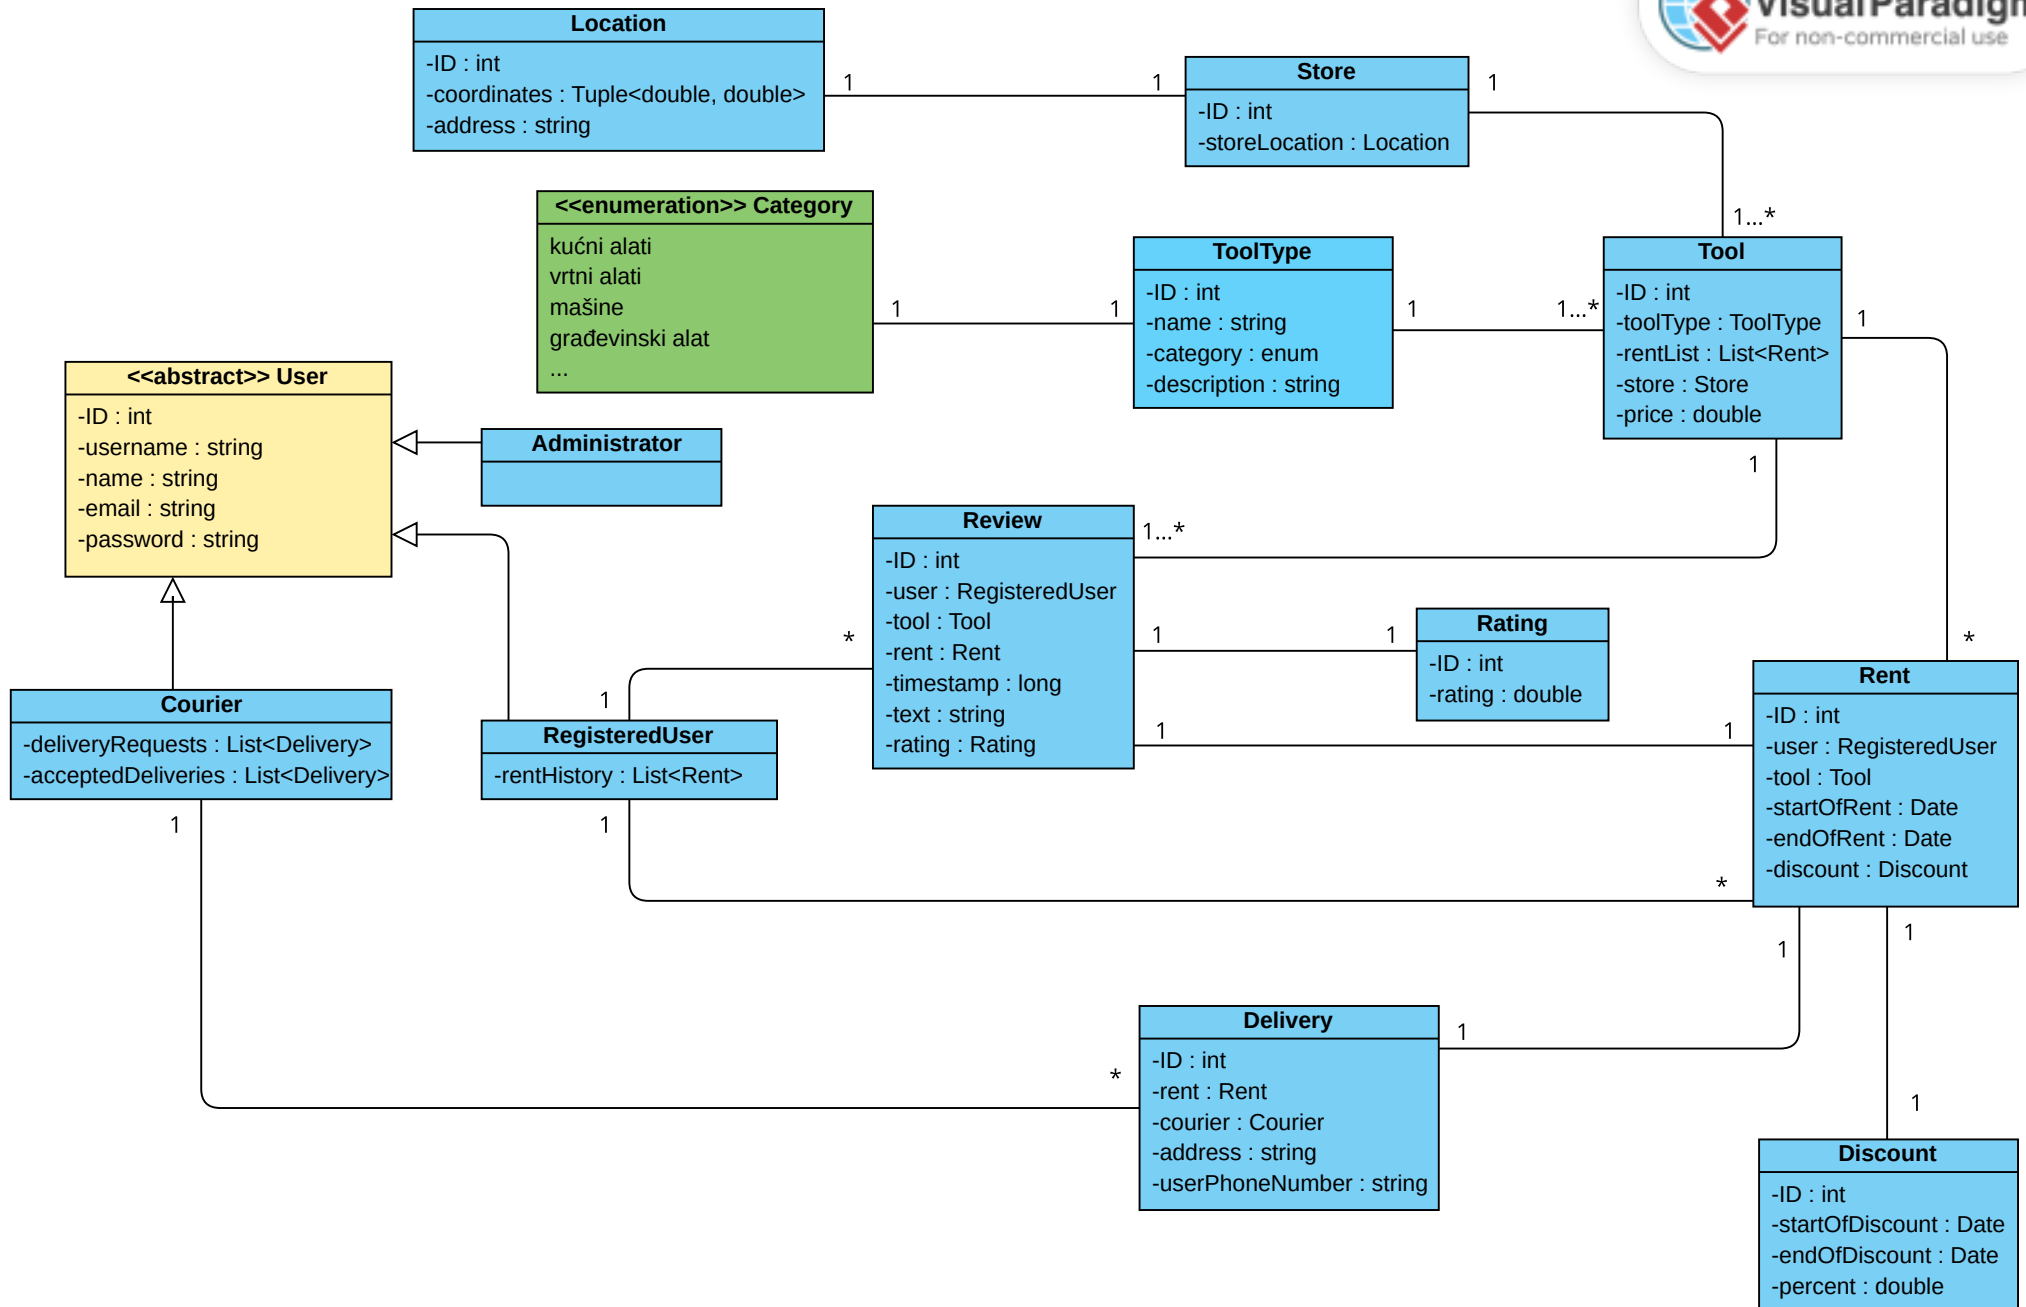 VisualParadigm
For non-commercial use
Location
-ID : int
-coordinates : Tuple<double, double>
-address : string
1
1
Store
-ID : int
-storeLocation : Location
1
1...*
<<enumeration>> Category
kućni alati
vrtni alati
mašine
građevinski alat
...
1
1
ToolType
-ID : int
-name : string
-category : enum
-description : string
1
1...*
Tool
-ID : int
-toolType : ToolType
-rentList : List<Rent>
-store : Store
-price : double
1
*
1
1...*
<<abstract>> User
-ID : int
-username : string
-name : string
-email : string
-password : string
Administrator
Review
-ID : int
-user : RegisteredUser
-tool : Tool
-rent : Rent
-timestamp : long
-text : string
-rating : Rating
1
1
Rating
-ID : int
-rating : double
*
1
1
1
Courier
-deliveryRequests : List<Delivery>
-acceptedDeliveries : List<Delivery>
1
*
RegisteredUser
-rentHistory : List<Rent>
1
*
Rent
-ID : int
-user : RegisteredUser
-tool : Tool
-startOfRent : Date
-endOfRent : Date
-discount : Discount
1
1
Delivery
-ID : int
-rent : Rent
-courier : Courier
-address : string
-userPhoneNumber : string
1
1
Discount
-ID : int
-startOfDiscount : Date
-endOfDiscount : Date
-percent : double